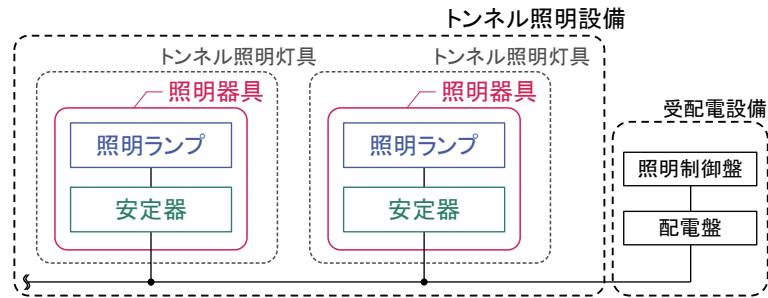 トンネル照明設備
トンネル照明灯具
照明器具
照明ランプ
安定器
トンネル照明灯具
照明器具
照明ランプ
安定器
受配電設備
照明制御盤
配電盤